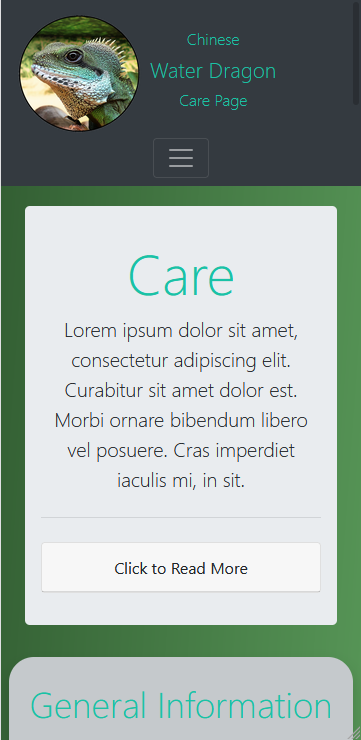 Chinese
Water Dragon
Care Page
Care
Lorem ipsum dolor sit amet,
consectetur adipiscing elit.
Curabitur sit amet dolor est.
Morbi ornare bibendum libero
vel posuere. Cras imperdiet
iaculis mi, in sit.
Click to Read More
General Information